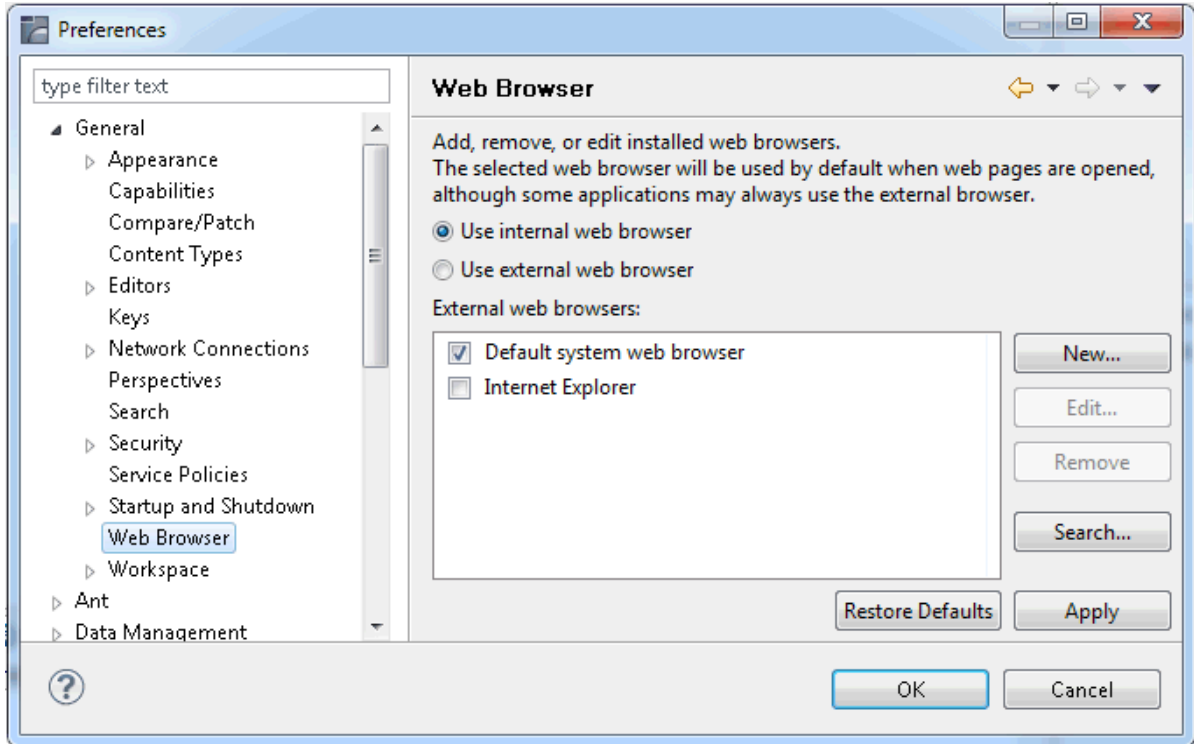 Preferences
type filter text
General
Appearance
Capabilities
Compare/Patch
Content Types
Editors
Keys
Network Connections
Perspectives
Search
Security
Service Policies
Startup and Shutdown
Web Browser
Workspace
Ant
Data Management
Web Browser
Add, remove, or edit installed web browsers.
The selected web browser will be used by default when web pages are opened,
although some applications may always use the external browser.
Use internal web browser
Use external web browser
External web browsers:
Default system web browser
Internet Explorer
New...
Edit...
Remove
Search...
Restore Defaults
Apply
?
OK
Cancel